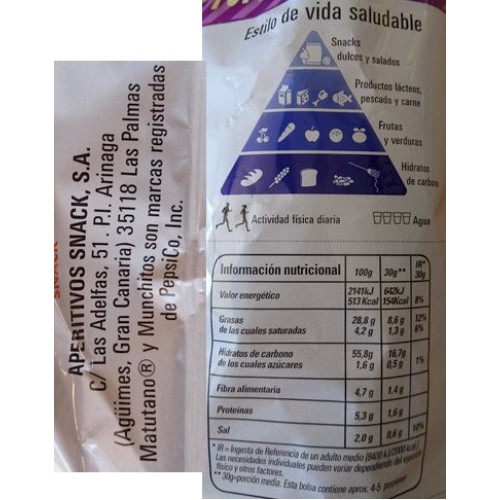 APERITIVOS SNACK, S.A.
C/ Las Adelfas, 51. P.I. Arinaga
(Agüimes, Gran Canaria) 35118 Las Palmas
Matutano® y Munchitos son marcas registradas
de PepsiCo, Inc.
Estilo de vida saludable
Snacks
dulces y salados
Productos lácteos,
pescado y carne
Frutas
y verduras
Hidratos
de carbono
Actividad física diaria Agua
Información nutricional 100g 30g** IR* 30g
Valor energético 2141kJ 642kJ
513Kcal 154Kcal 8%
Grasas 28,8 g 8,6 g 12%
de las cuales saturadas 4,2 g 1,3 g 6%
Hidratos de carbono 55,8g 16,7g
de los cuales azúcares 1,6 g 0,5 g 1%
Fibra alimentaria 4,7 g 1,4 g
Proteínas 5,3 g 1,6 g
Sal 2,0 g 0,6 g 10%
* IR= Ingesta de Referencia de un adulto medio (8400 kJ/2000 kcal)
Las necesidades individuales pueden variar dependiendo del
físico y otros factores.
** 30g=porción media. Esta bolsa contiene aprox. 4-5